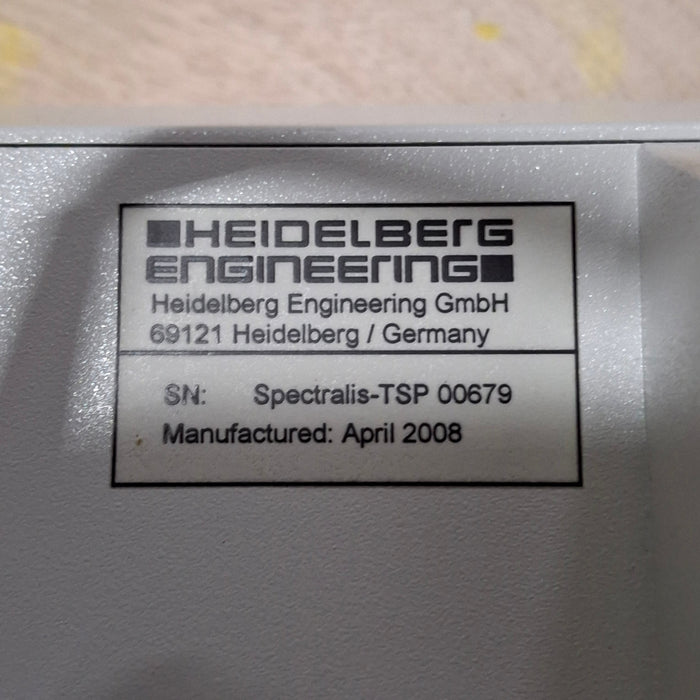 HEIDELBERG
ENGINEERING
Heidelberg Engineering GmbH
69121 Heidelberg / Germany
SN: Spectralis-TSP 00679
Manufactured: April 2008